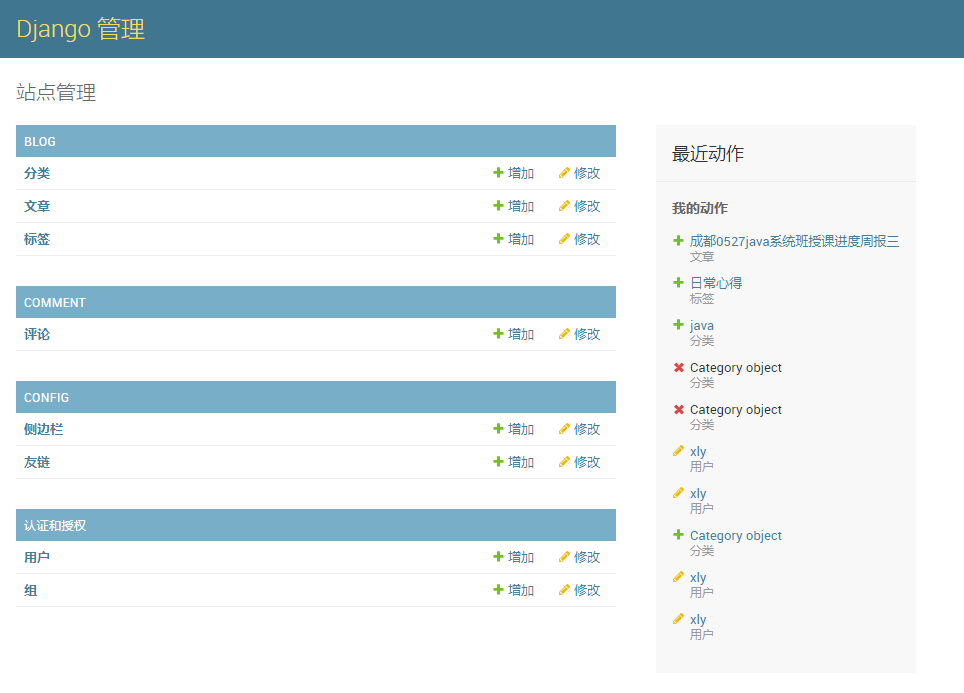 Django 管理
站点管理
BLOG
分类 增加 修改
文章 增加 修改
标签 增加 修改
COMMENT
评论 增加 修改
CONFIG
侧边栏 增加 修改
友链 增加 修改
认证和授权
用户 增加 修改
组 增加 修改
最近动作
我的动作
成都0527java系统班授课进度周报三
文章
日常心得
标签
java
分类
Category object
分类
Category object
分类
xly
用户
xly
用户
Category object
分类
xly
用户
xly
用户